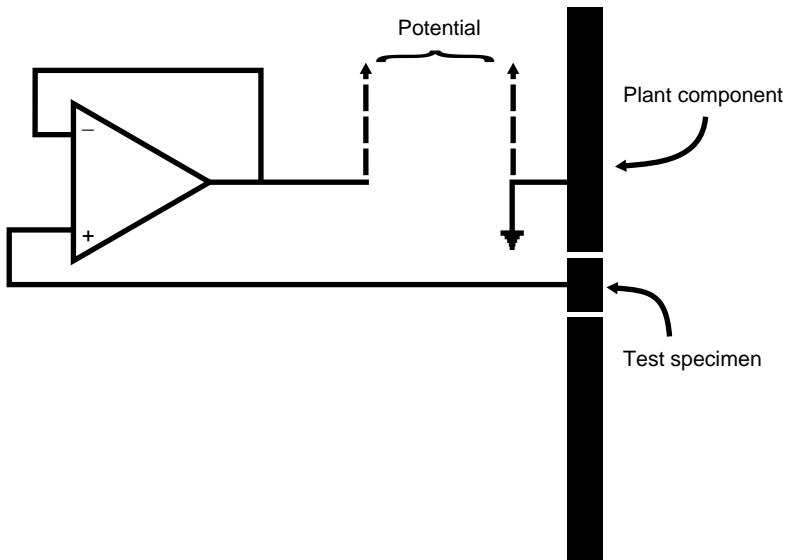 Potential
Plant component
−
+
Test specimen